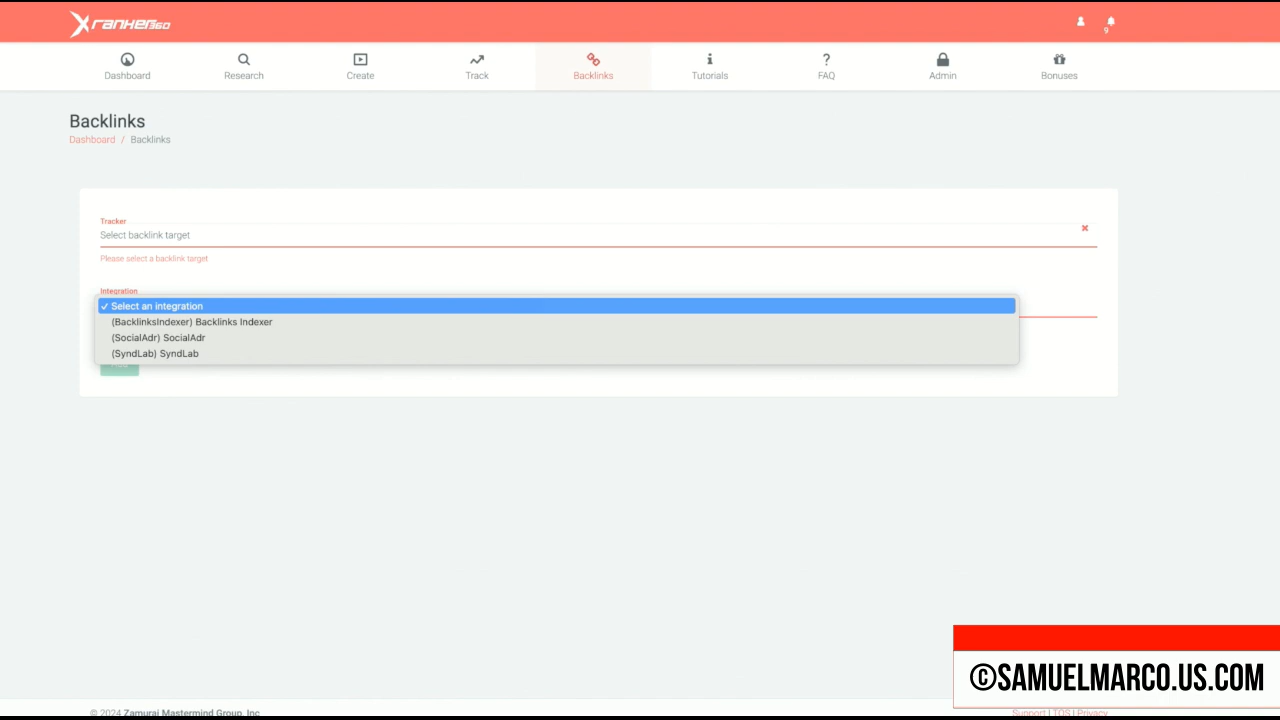 Xranker360
9
Dashboard
Research
Create
Track
Backlinks
Tutorials
FAQ
Admin
Bonuses
Backlinks
Dashboard / Backlinks
Tracker
Select backlink target
Please select a backlink target
Integration
✓ Select an integration
(BacklinksIndexer) Backlinks Indexer
(SocialAdr) SocialAdr
(SyndLab) SyndLab
©SAMUELMARCO.US.COM
© 2024 Zamurai Mastermind Group, Inc
Support | TOS | Privacy